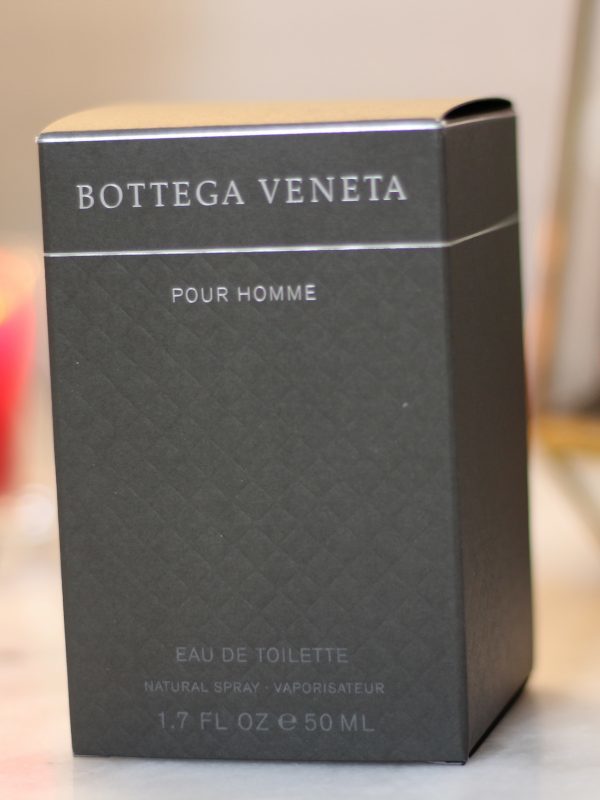 BOTTEGA VENETA
POUR HOMME
EAU DE TOILETTE
NATURAL SPRAY · VAPORISATEUR
1.7 FL OZ ℮ 50 ML